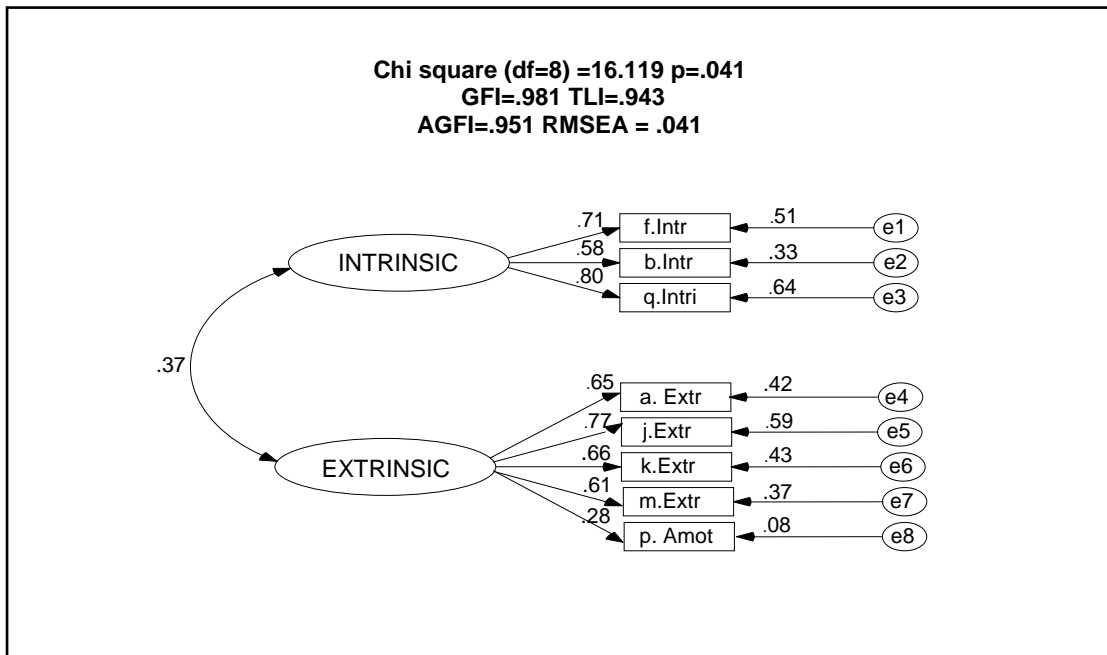 Chi square (df=8) =16.119 p=.041
GFI=.981 TLI=.943
AGFI=.951 RMSEA = .041
.71 f.Intr .51 e1
INTRINSIC .58 b.Intr .33 e2
.80 q.Intri .64 e3
.37
.65 a. Extr .42 e4
.77 j.Extr .59 e5
EXTRINSIC .66 k.Extr .43 e6
.61 m.Extr .37 e7
.28 p. Amot .08 e8